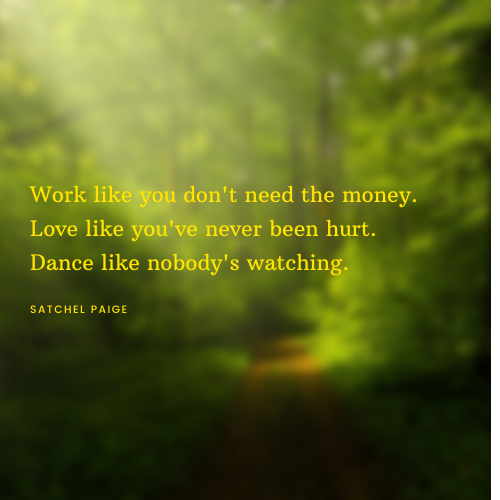 Work like you don't need the money.
Love like you've never been hurt.
Dance like nobody's watching.
SATCHEL PAIGE